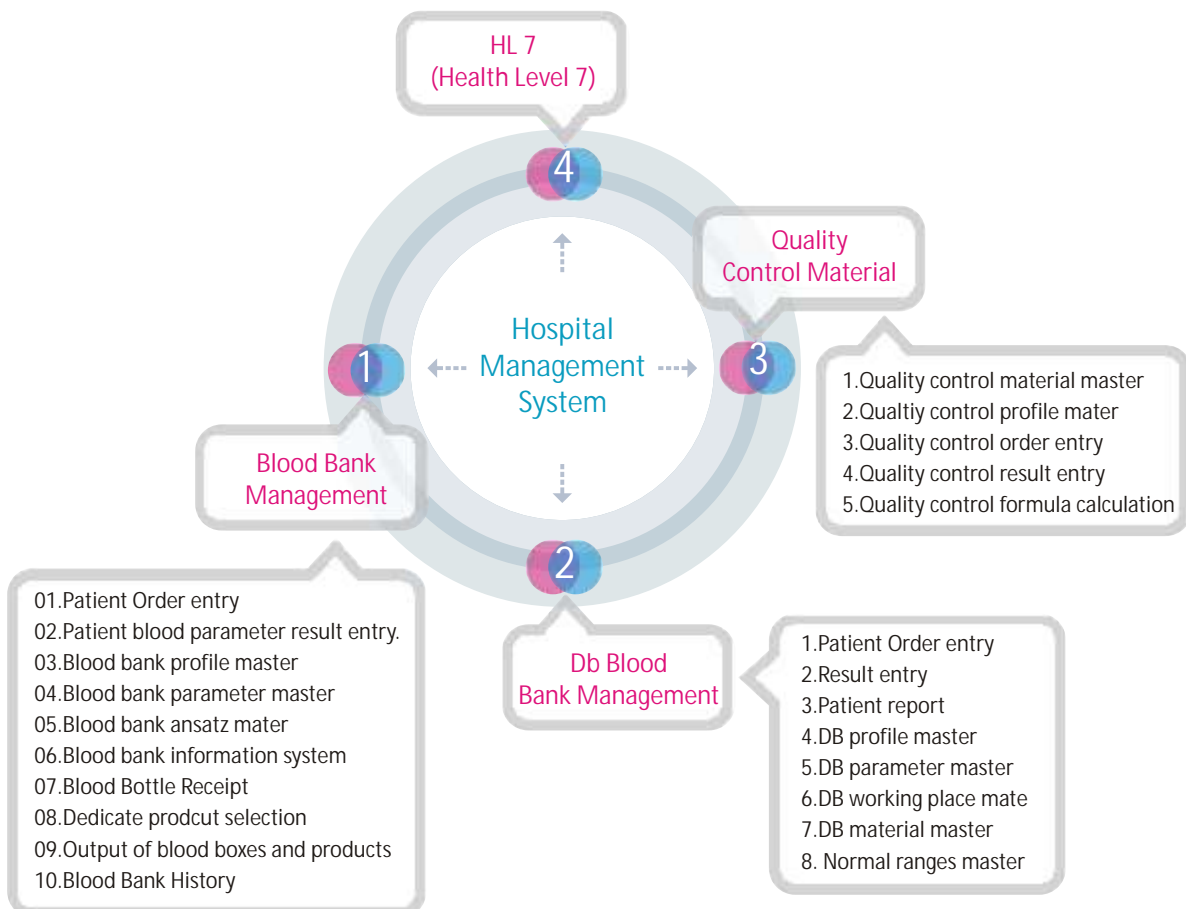 HL 7
(Health Level 7)
4
Quality
Control Material
3
1.Quality control material master
2.Qualtiy control profile mater
3.Quality control order entry
4.Quality control result entry
5.Quality control formula calculation
Hospital
Management
System
1
Blood Bank
Management
01.Patient Order entry
02.Patient blood parameter result entry.
03.Blood bank profile master
04.Blood bank parameter master
05.Blood bank ansatz mater
06.Blood bank information system
07.Blood Bottle Receipt
08.Dedicate prodcut selection
09.Output of blood boxes and products
10.Blood Bank History
2
Db Blood
Bank Management
1.Patient Order entry
2.Result entry
3.Patient report
4.DB profile master
5.DB parameter master
6.DB working place mate
7.DB material master
8. Normal ranges master